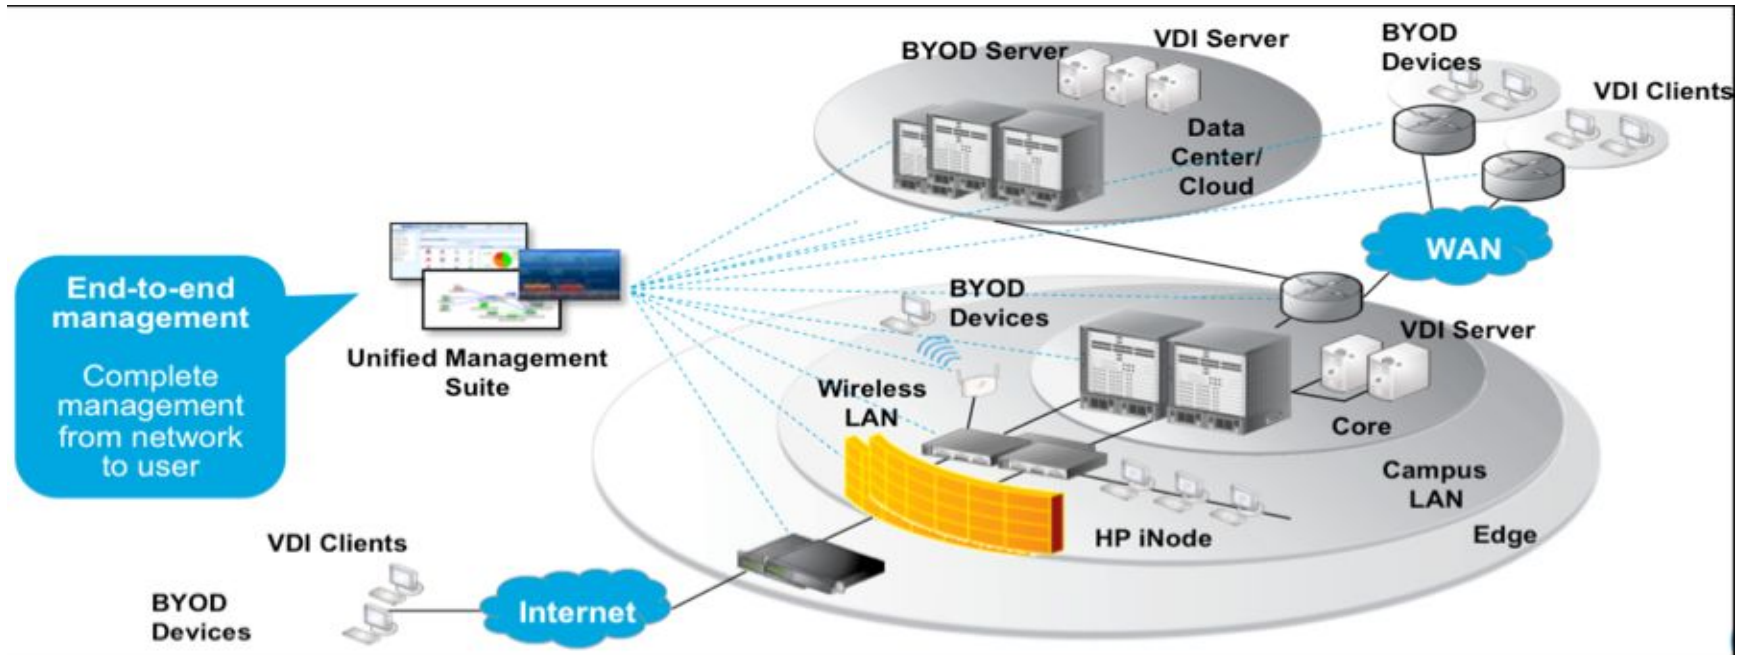 BYOD Server
VDI Server
BYOD
Devices
VDI Clients
Data
Center/
Cloud
WAN
End-to-end
management
Complete
management
from network
to user
Unified Management
Suite
BYOD
Devices
VDI Server
Wireless
LAN
Core
Campus
LAN
Edge
HP iNode
VDI Clients
BYOD
Devices
Internet